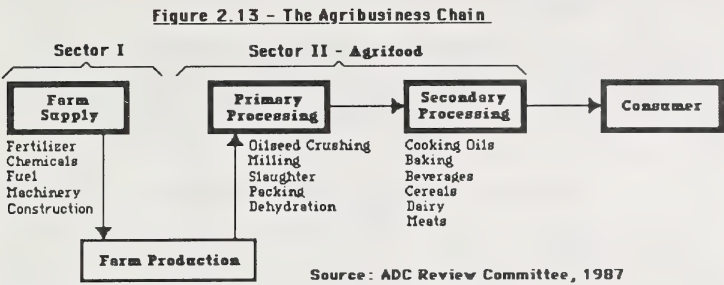 Figure 2.13 - The Agribusiness Chain
Sector I
Sector II - Agrifood
Farm
Supply
Primary
Processing
Secondary
Processing
Consumer
Fertilizer
Chemicals
Fuel
Machinery
Construction
Oilseed Crushing
Milling
Slaughter
Packing
Dehydration
Cooking Oils
Baking
Beverages
Cereals
Dairy
Meats
Farm Production
Source: ADC Review Committee, 1987